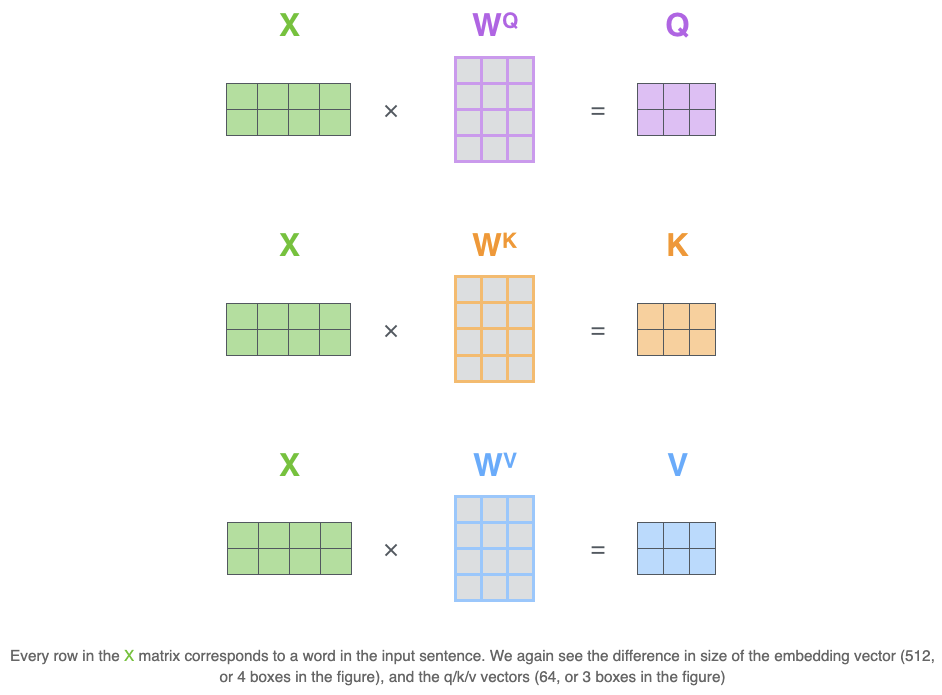 X × W^Q = Q
X × W^K = K
X × W^V = V
Every row in the X matrix corresponds to a word in the input sentence. We again see the difference in size of the embedding vector (512,
or 4 boxes in the figure), and the q/k/v vectors (64, or 3 boxes in the figure)